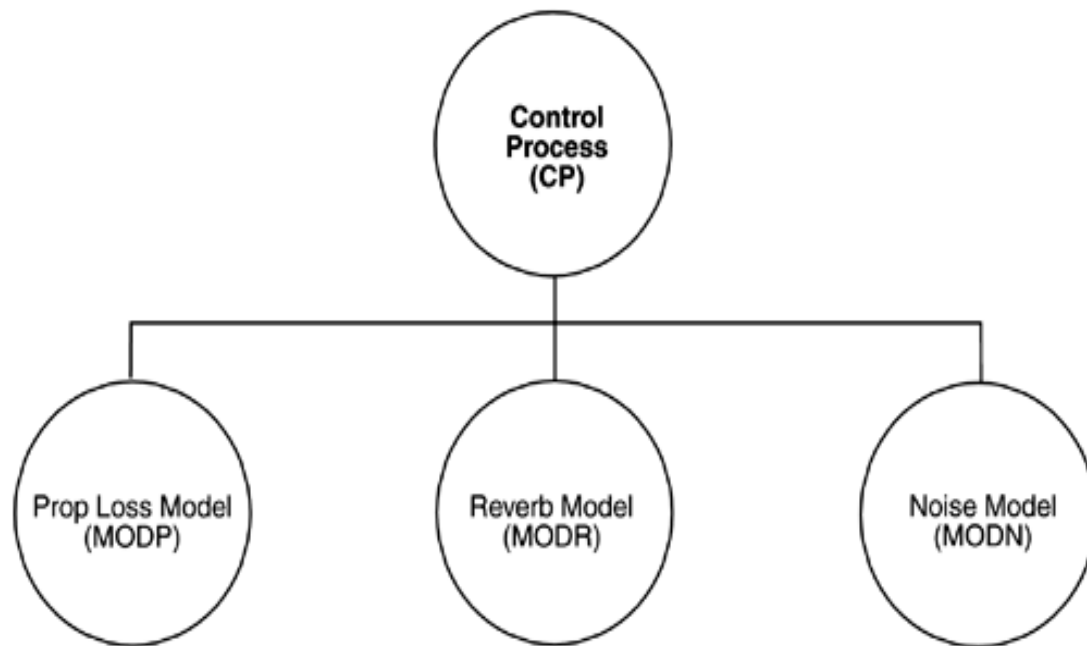 Control
Process
(CP)
Prop Loss Model
(MODP)
Reverb Model
(MODR)
Noise Model
(MODN)